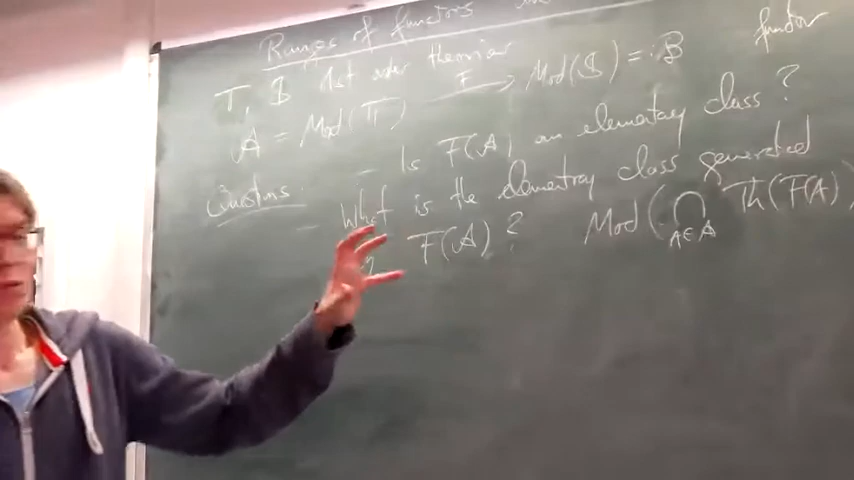 Ranges of functors
T, S 1st order theories
𝒜 = Mod(T) F→ Mod(S) =: ℬ functor
Questions: - Is F(𝒜) an elementary class?
- What is the elementary class generated
by F(𝒜)? Mod(⋂ A∈𝒜 Th(F(A)